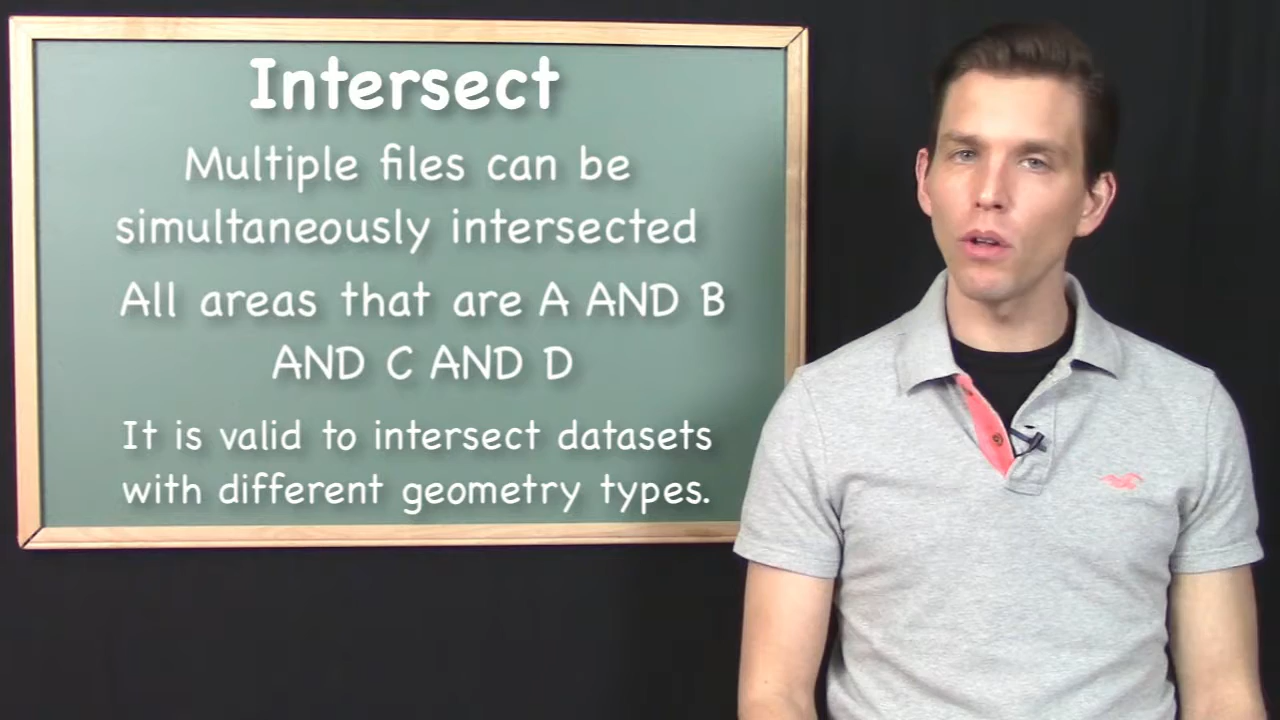 Intersect
Multiple files can be
simultaneously intersected
All areas that are A AND B
AND C AND D
It is valid to intersect datasets
with different geometry types.